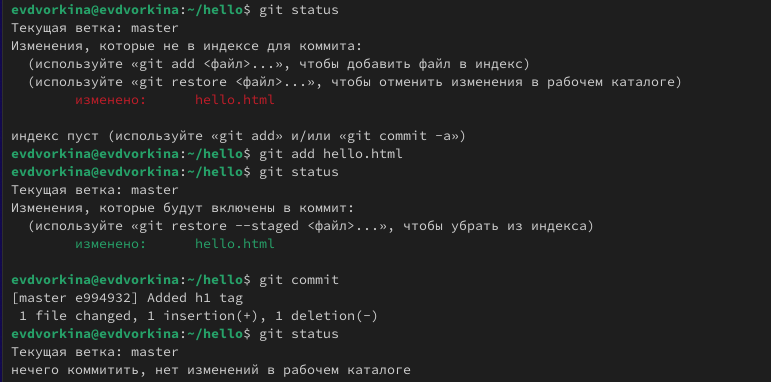 evdvorkina@evdvorkina:~/hello$ git status
Текущая ветка: master
Изменения, которые не в индексе для коммита:
  (используйте «git add <файл>...», чтобы добавить файл в индекс)
  (используйте «git restore <файл>...», чтобы отменить изменения в рабочем каталоге)
        изменено:      hello.html

индекс пуст (используйте «git add» и/или «git commit -a»)
evdvorkina@evdvorkina:~/hello$ git add hello.html
evdvorkina@evdvorkina:~/hello$ git status
Текущая ветка: master
Изменения, которые будут включены в коммит:
  (используйте «git restore --staged <файл>...», чтобы убрать из индекса)
        изменено:      hello.html

evdvorkina@evdvorkina:~/hello$ git commit
[master e994932] Added h1 tag
 1 file changed, 1 insertion(+), 1 deletion(-)
evdvorkina@evdvorkina:~/hello$ git status
Текущая ветка: master
нечего коммитить, нет изменений в рабочем каталоге